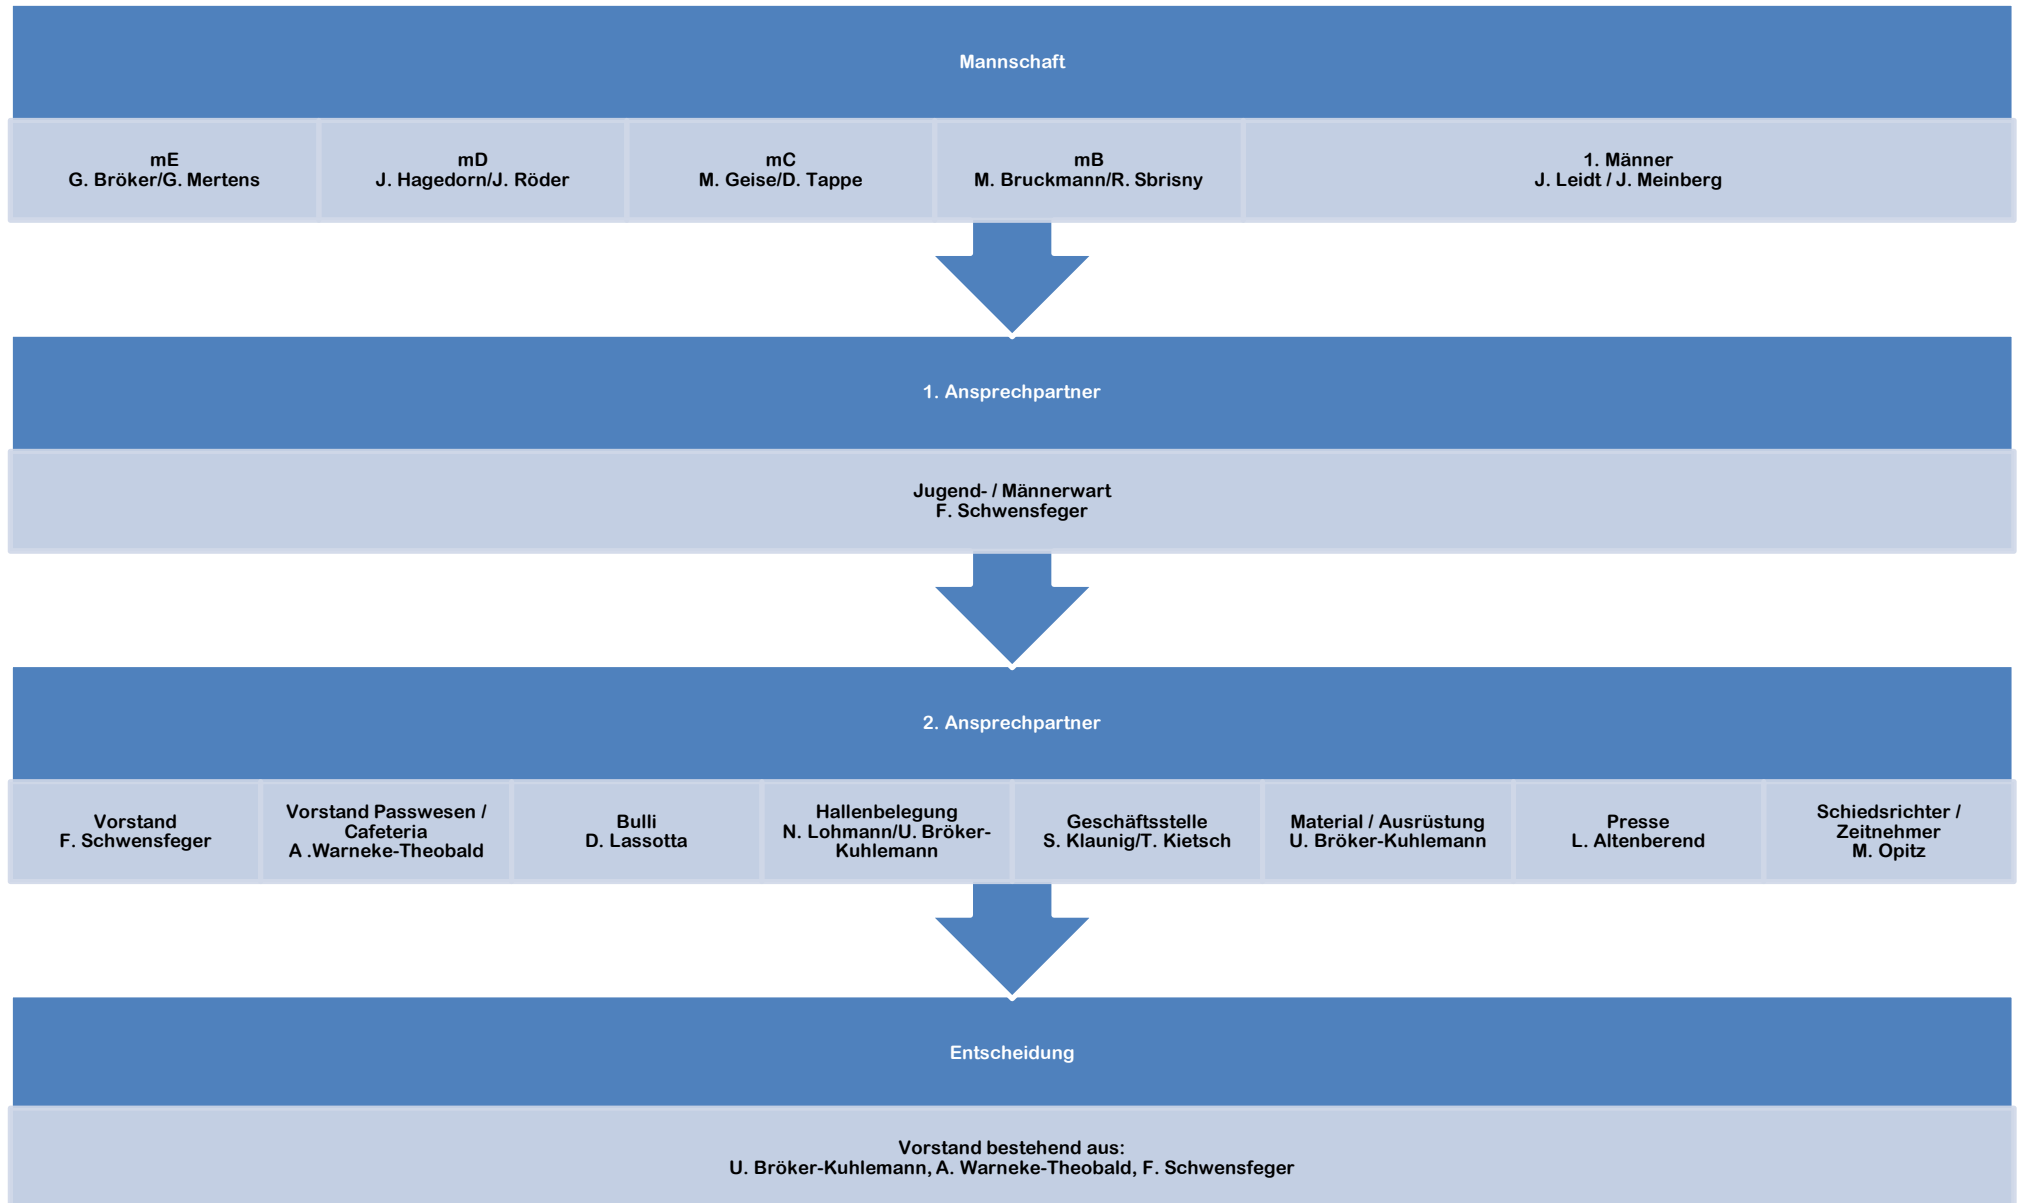 Mannschaft
mE
G. Bröker/G. Mertens
mD
J. Hagedorn/J. Röder
mC
M. Geise/D. Tappe
mB
M. Bruckmann/R. Sbrisny
1. Männer
J. Leidt / J. Meinberg
1. Ansprechpartner
Jugend- / Männerwart
F. Schwensfeger
2. Ansprechpartner
Vorstand
F. Schwensfeger
Vorstand Passwesen /
Cafeteria
A .Warneke-Theobald
Bulli
D. Lassotta
Hallenbelegung
N. Lohmann/U. Bröker-
Kuhlemann
Geschäftsstelle
S. Klaunig/T. Kietsch
Material / Ausrüstung
U. Bröker-Kuhlemann
Presse
L. Altenberend
Schiedsrichter /
Zeitnehmer
M. Opitz
Entscheidung
Vorstand bestehend aus:
U. Bröker-Kuhlemann, A. Warneke-Theobald, F. Schwensfeger